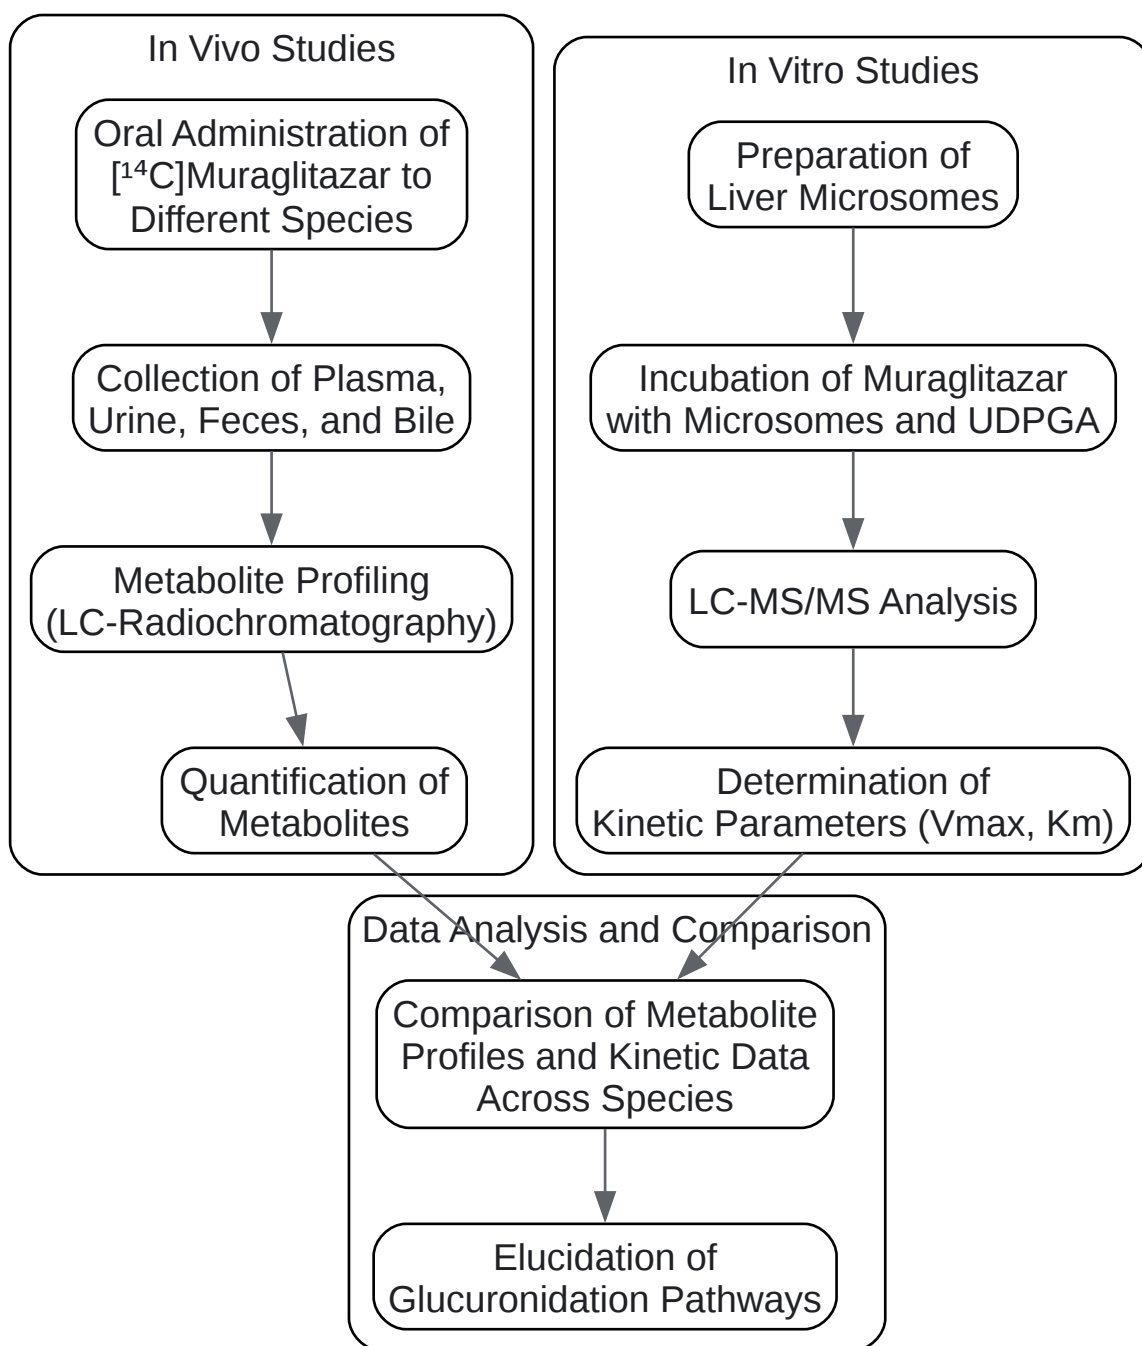 In Vivo Studies
Oral Administration of
[¹⁴C]Muraglitazar to
Different Species
Collection of Plasma,
Urine, Feces, and Bile
Metabolite Profiling
(LC-Radiochromatography)
Quantification of
Metabolites
In Vitro Studies
Preparation of
Liver Microsomes
Incubation of Muraglitazar
with Microsomes and UDPGA
LC-MS/MS Analysis
Determination of
Kinetic Parameters (Vmax, Km)
Data Analysis and Comparison
Comparison of Metabolite
Profiles and Kinetic Data
Across Species
Elucidation of
Glucuronidation Pathways